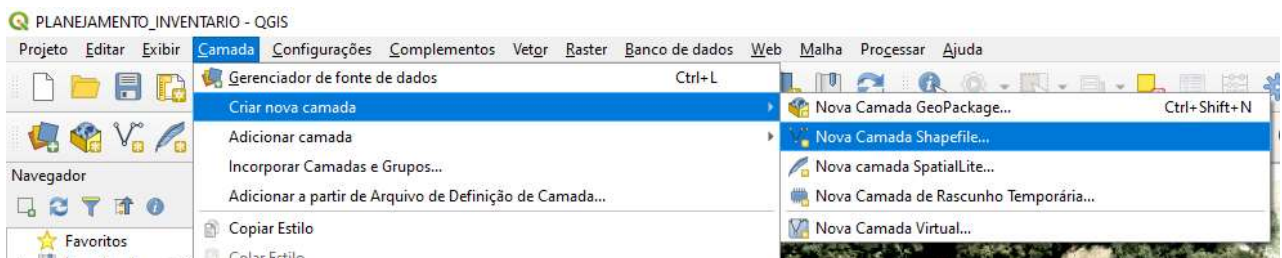 PLANEJAMENTO_INVENTARIO - QGIS
Projeto Editar Exibir Camada Configurações Complementos Vetor Raster Banco de dados Web Malha Processar Ajuda
Gerenciador de fonte de dados Ctrl+L
Criar nova camada
Nova Camada GeoPackage... Ctrl+Shift+N
Adicionar camada
Nova Camada Shapefile...
Incorporar Camadas e Grupos...
Nova camada SpatialLite...
Navegador
Adicionar a partir de Arquivo de Definição de Camada...
Nova Camada de Rascunho Temporária...
Favoritos
Copiar Estilo
Nova Camada Virtual...
Colar Estilo